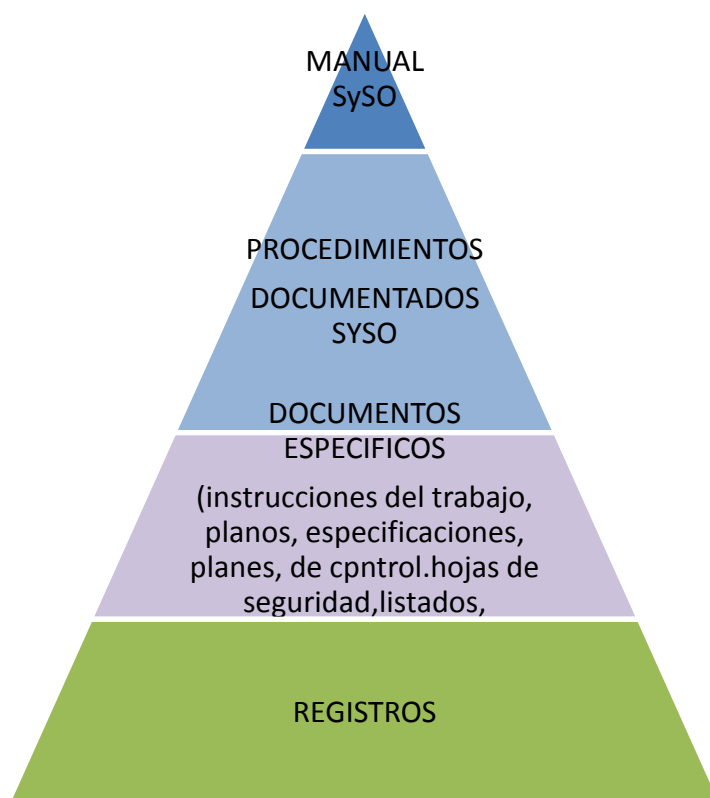 MANUAL
SySO
PROCEDIMIENTOS
DOCUMENTADOS
SYSO
DOCUMENTOS
ESPECIFICOS
(instrucciones del trabajo,
planos, especificaciones,
planes, de cpntrol.hojas de
seguridad,listados,
REGISTROS